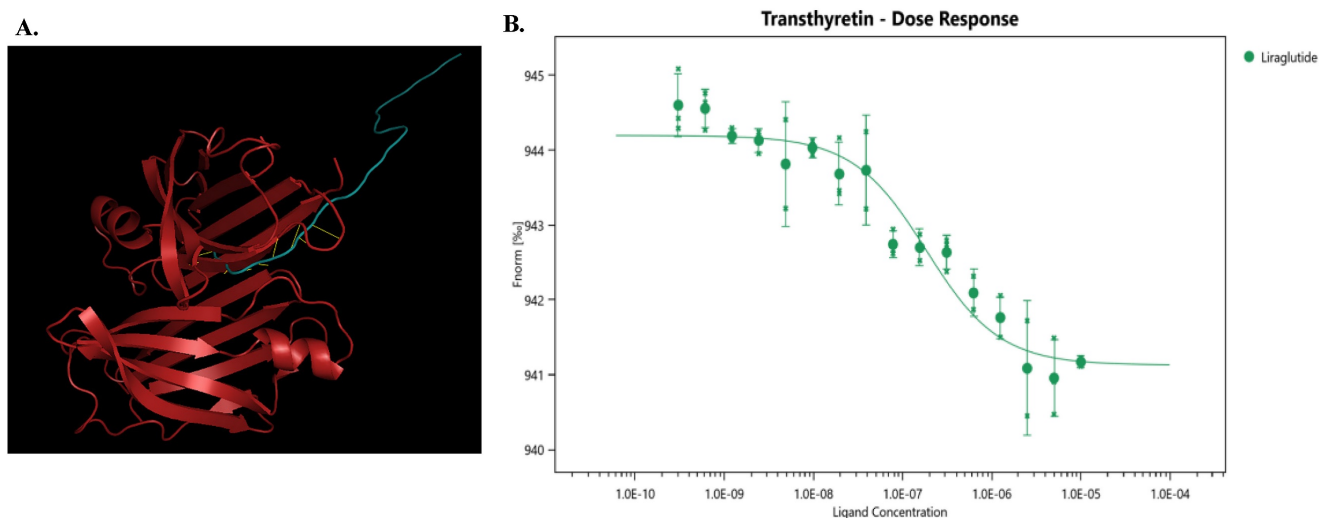 A.
B.
Transthyretin - Dose Response
Liraglutide
Fnorm [‰]
945
944
943
942
941
940
1.0E-10 1.0E-09 1.0E-08 1.0E-07 1.0E-06 1.0E-05 1.0E-04
Ligand Concentration